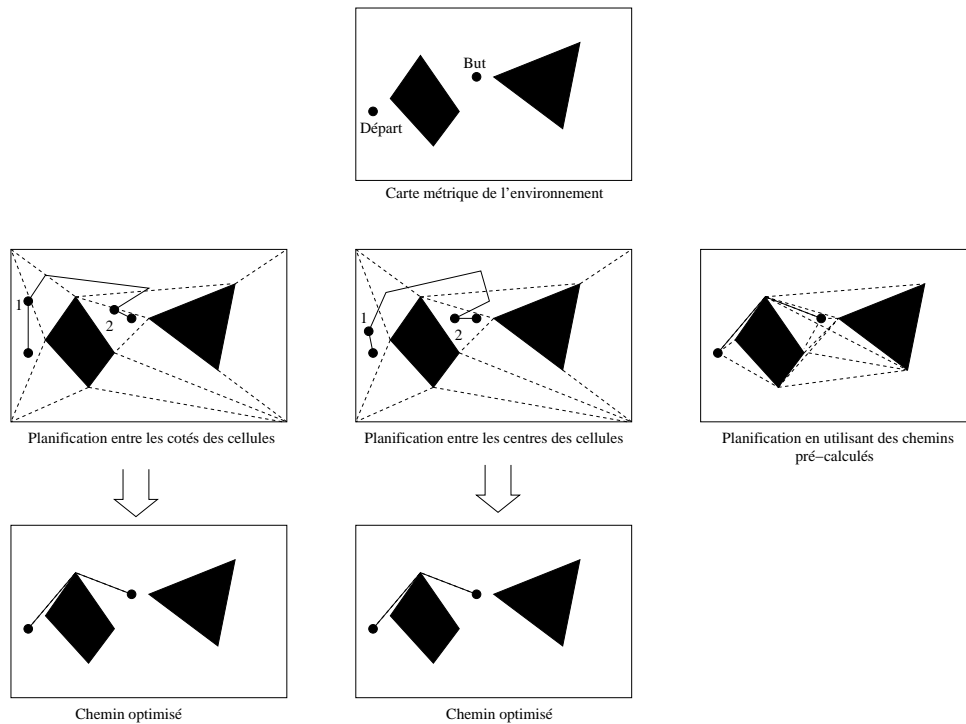 But
Départ
Carte métrique de l'environnement
1
2
1
2
Planification entre les cotés des cellules
Planification entre les centres des cellules
Planification en utilisant des chemins
pré−calculés
Chemin optimisé
Chemin optimisé